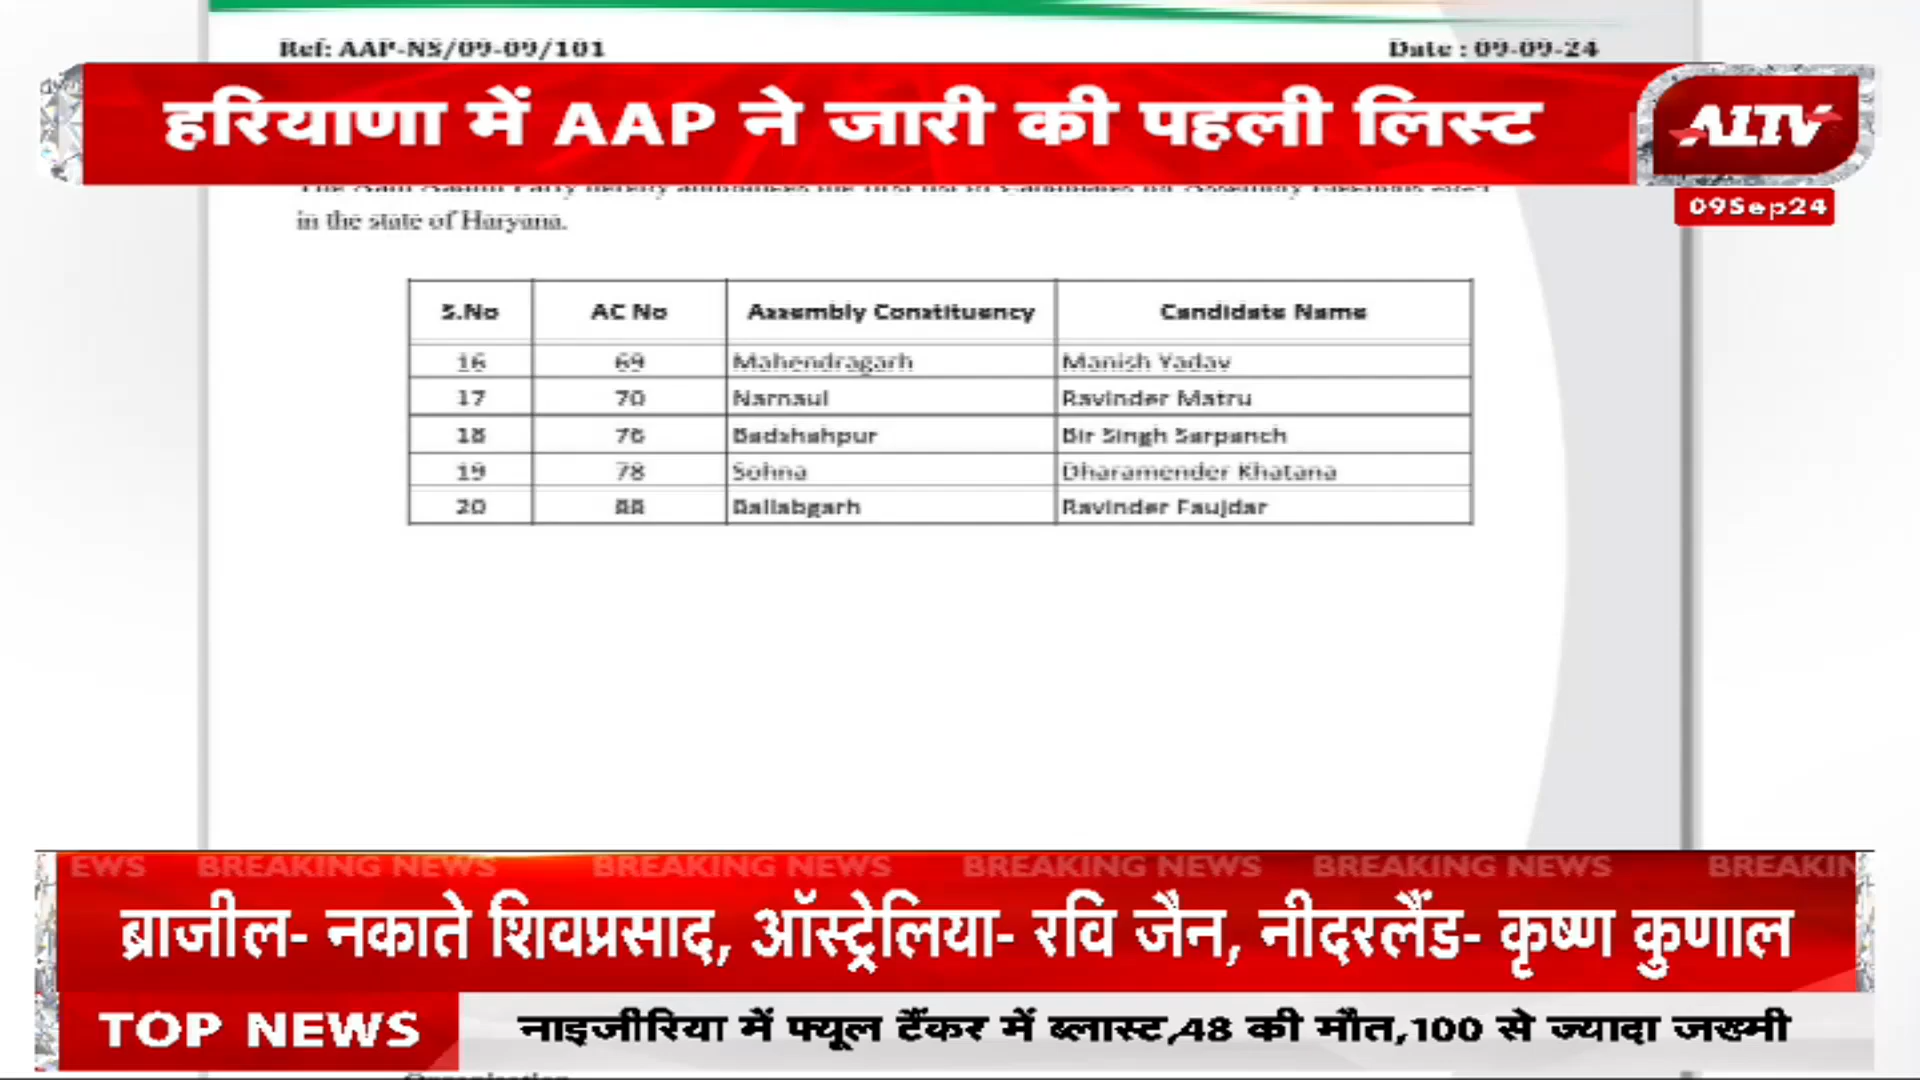 Ref: AAP-NS/09-09/101 Date : 09-09-24
हरियाणा में AAP ने जारी की पहली लिस्ट
ALTV
09Sep24
in the state of Haryana.
S.No AC No Assembly Constituency Candidate Name
16 69 Mahendragarh Manish Yadav
17 70 Narnaul Ravinder Matru
18 76 Badshahpur Bir Singh Sarpanch
19 78 Sohna Dharamender Khatana
20 88 Ballabgarh Ravinder Faujdar
EWS BREAKING NEWS BREAKING NEWS BREAKING NEWS BREAKING NEWS BREAKIN
ब्राजील- नकाते शिवप्रसाद, ऑस्ट्रेलिया- रवि जैन, नीदरलैंड- कृष्ण कुणाल
TOP NEWS नाइजीरिया में फ्यूल टैंकर में ब्लास्ट,48 की मौत,100 से ज्यादा जख्मी